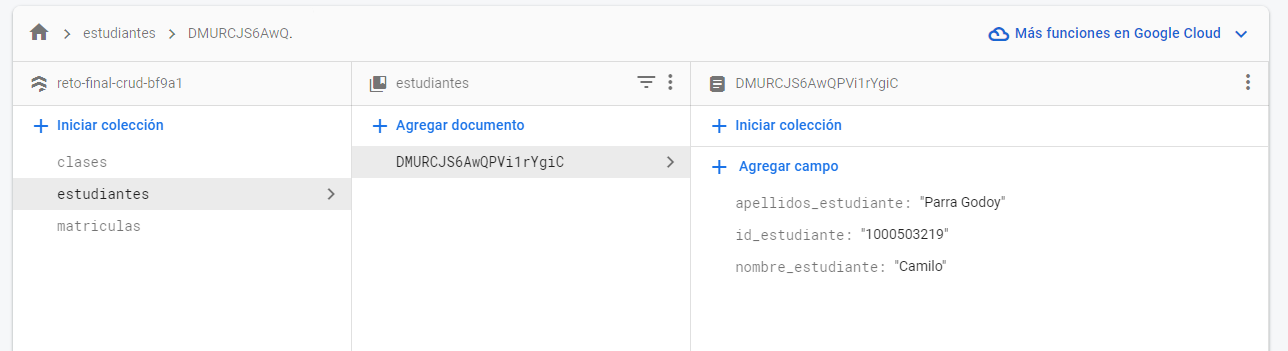 estudiantes DMURCJS6AwQ. Más funciones en Google Cloud
reto-final-crud-bf9a1 estudiantes DMURCJS6AwQPVi1rYgiC
Iniciar colección Agregar documento Iniciar colección
clases DMURCJS6AwQPVi1rYgiC Agregar campo
estudiantes apellidos_estudiante: "Parra Godoy"
matriculas id_estudiante: "1000503219"
nombre_estudiante: "Camilo"